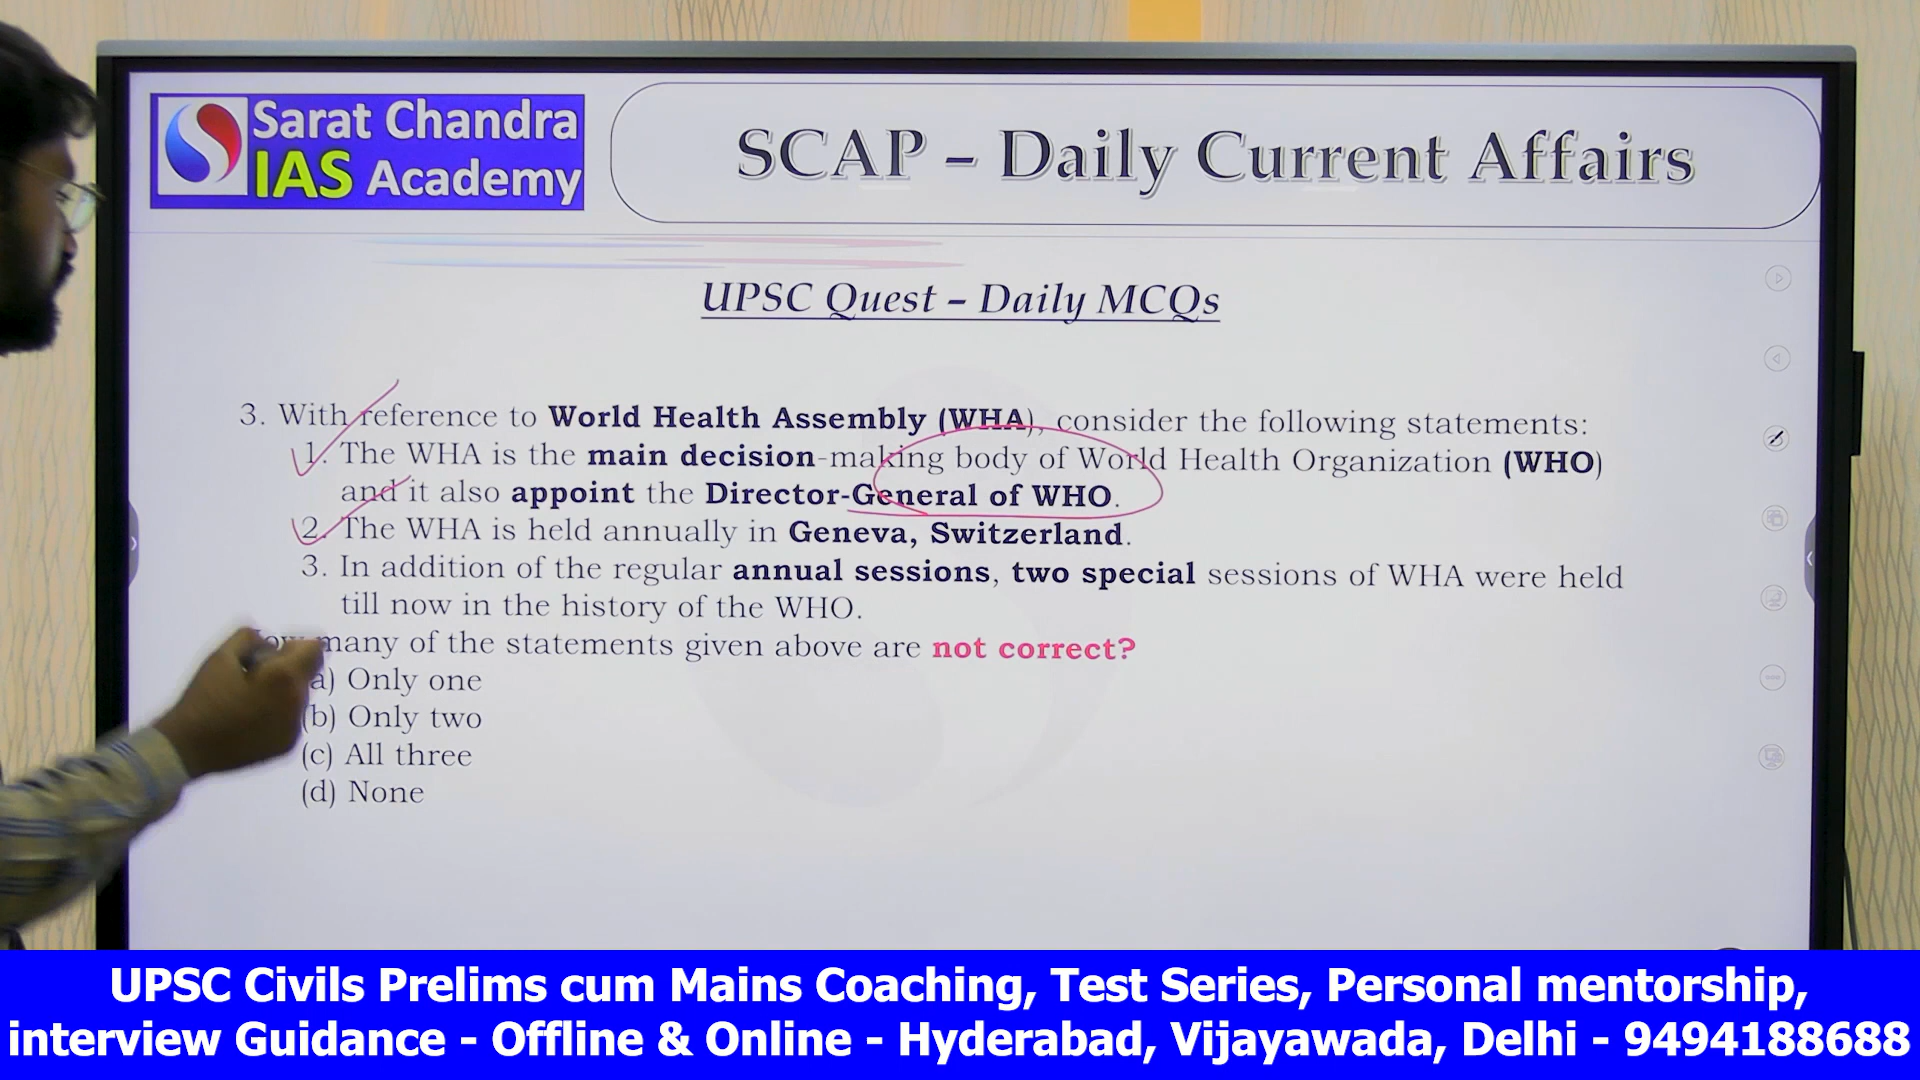 Sarat Chandra
IAS Academy
SCAP – Daily Current Affairs
UPSC Quest – Daily MCQs
3. With reference to World Health Assembly (WHA), consider the following statements:
1. The WHA is the main decision-making body of World Health Organization (WHO)
and it also appoint the Director-General of WHO.
2. The WHA is held annually in Geneva, Switzerland.
3. In addition of the regular annual sessions, two special sessions of WHA were held
till now in the history of the WHO.
many of the statements given above are not correct?
a) Only one
(b) Only two
(c) All three
(d) None
UPSC Civils Prelims cum Mains Coaching, Test Series, Personal mentorship,
interview Guidance - Offline & Online - Hyderabad, Vijayawada, Delhi - 9494188688